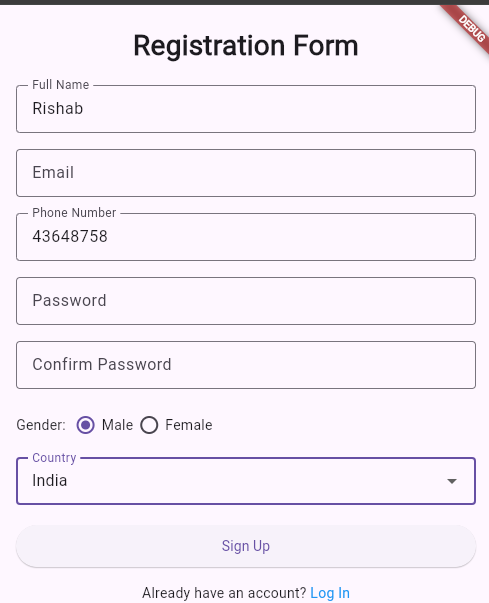 DEBUG
Registration Form
Full Name
Rishab
Email
Phone Number
43648758
Password
Confirm Password
Gender: Male Female
Country
India
Sign Up
Already have an account? Log In